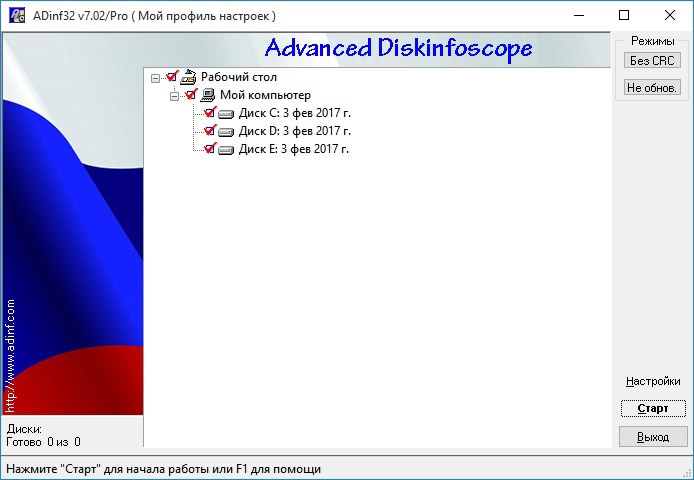 ADinf32 v7.02/Pro ( Мой профиль настроек )
Advanced Diskinfoscope
Режимы
Без CRC
Не обнов.
Рабочий стол
Мой компьютер
Диск C: 3 фев 2017 г.
Диск D: 3 фев 2017 г.
Диск E: 3 фев 2017 г.
http://www.adinf.com
Настройки
Старт
Выход
Диски:
Готово 0 из 0
Нажмите "Старт" для начала работы или F1 для помощи